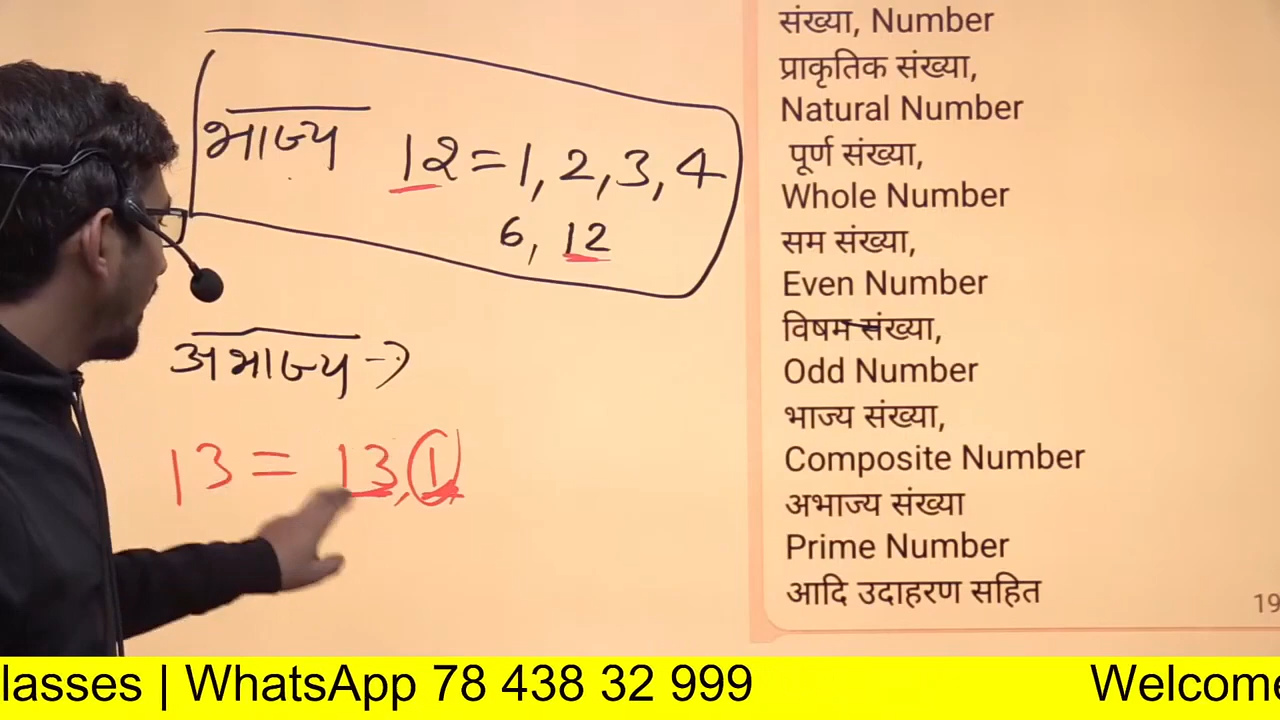 भाज्य 12=1,2,3,4
6, 12
अभाज्य →
13 = 13, 1
संख्या, Number
प्राकृतिक संख्या,
Natural Number
पूर्ण संख्या,
Whole Number
सम संख्या,
Even Number
विषम संख्या,
Odd Number
भाज्य संख्या,
Composite Number
अभाज्य संख्या
Prime Number
आदि उदाहरण सहित
19
lasses | WhatsApp 78 438 32 999 Welcome